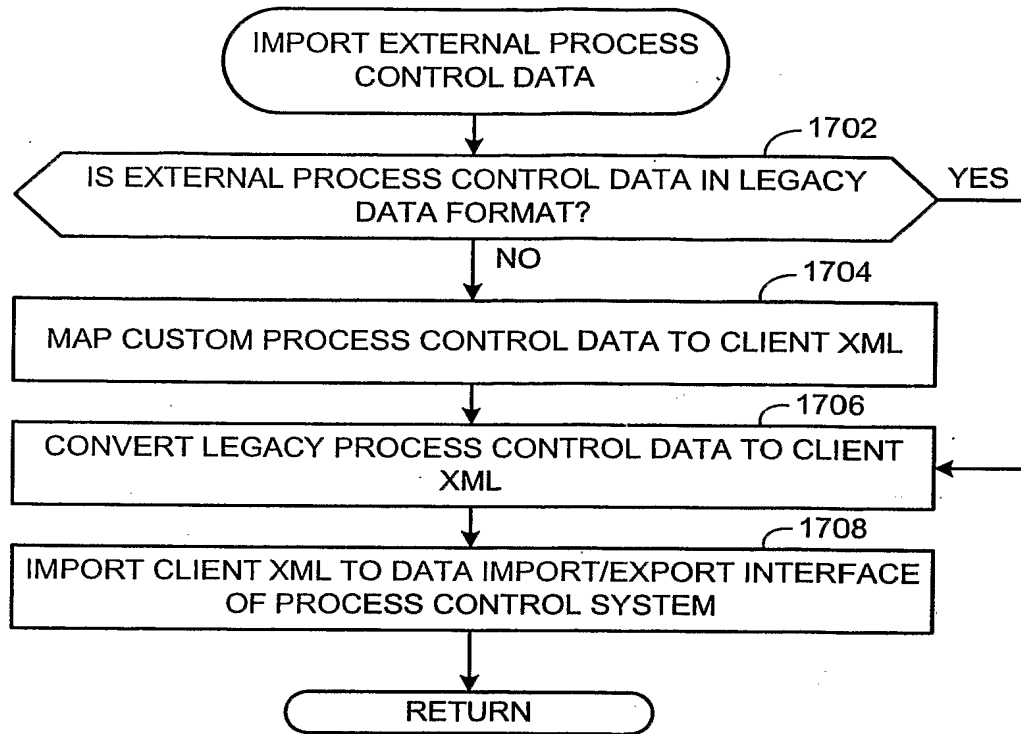 IMPORT EXTERNAL PROCESS
CONTROL DATA
1702
IS EXTERNAL PROCESS CONTROL DATA IN LEGACY
DATA FORMAT?
YES
NO
1704
MAP CUSTOM PROCESS CONTROL DATA TO CLIENT XML
1706
CONVERT LEGACY PROCESS CONTROL DATA TO CLIENT
XML
1708
IMPORT CLIENT XML TO DATA IMPORT/EXPORT INTERFACE
OF PROCESS CONTROL SYSTEM
RETURN